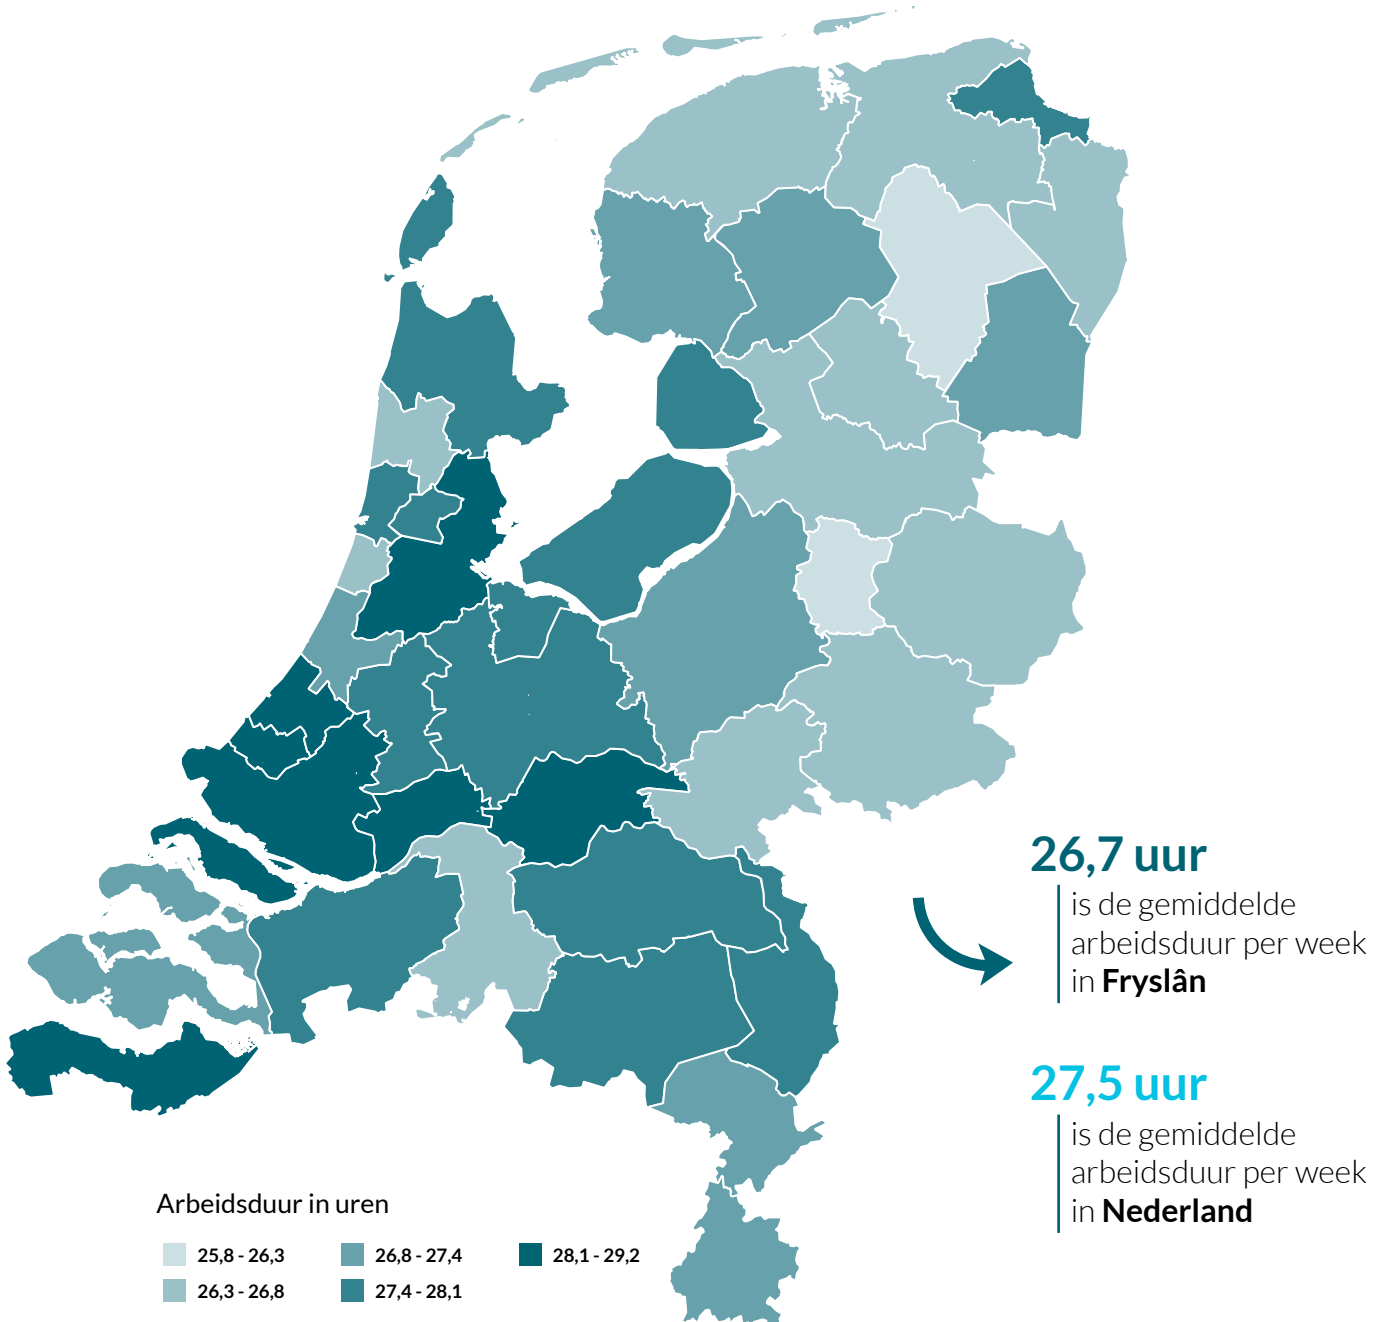 26,7 uur
is de gemiddelde
arbeidsduur per week
in Fryslân
27,5 uur
is de gemiddelde
arbeidsduur per week
in Nederland
Arbeidsduur in uren
25,8 - 26,3
26,8 - 27,4
28,1 - 29,2
26,3 - 26,8
27,4 - 28,1